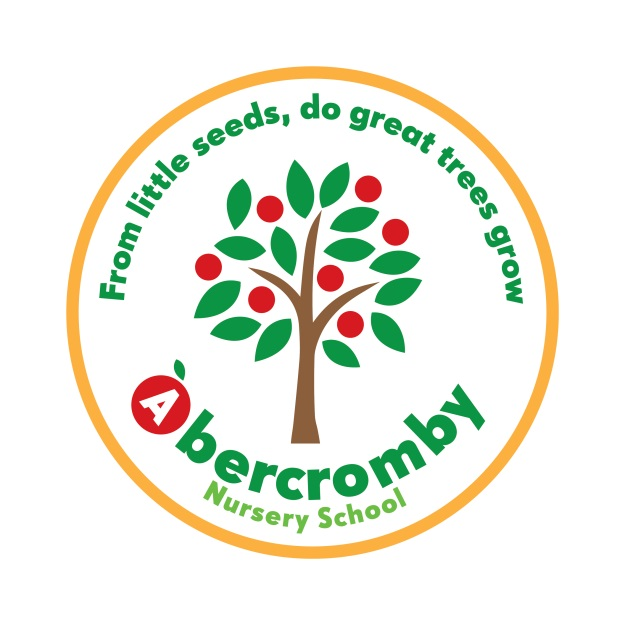 From little seeds, do great trees grow
Abercromby
Nursery School